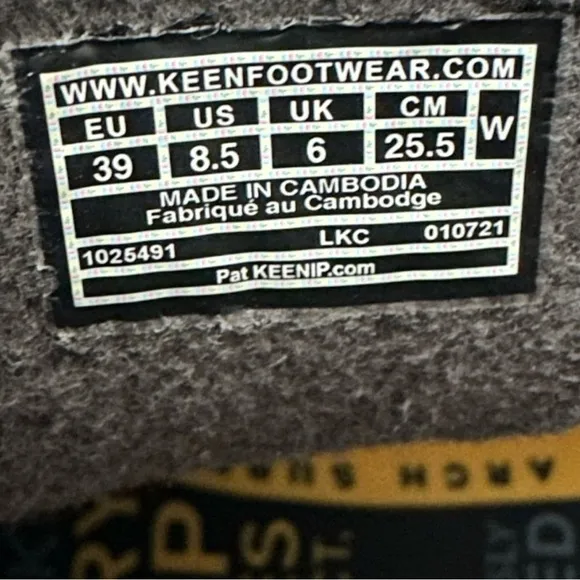 WWW.KEENFOOTWEAR.COM
EU US UK CM W
39 8.5 6 25.5
MADE IN CAMBODIA
Fabriqué au Cambodge
1025491 LKC 010721
Pat KEENIP.com
ARCH